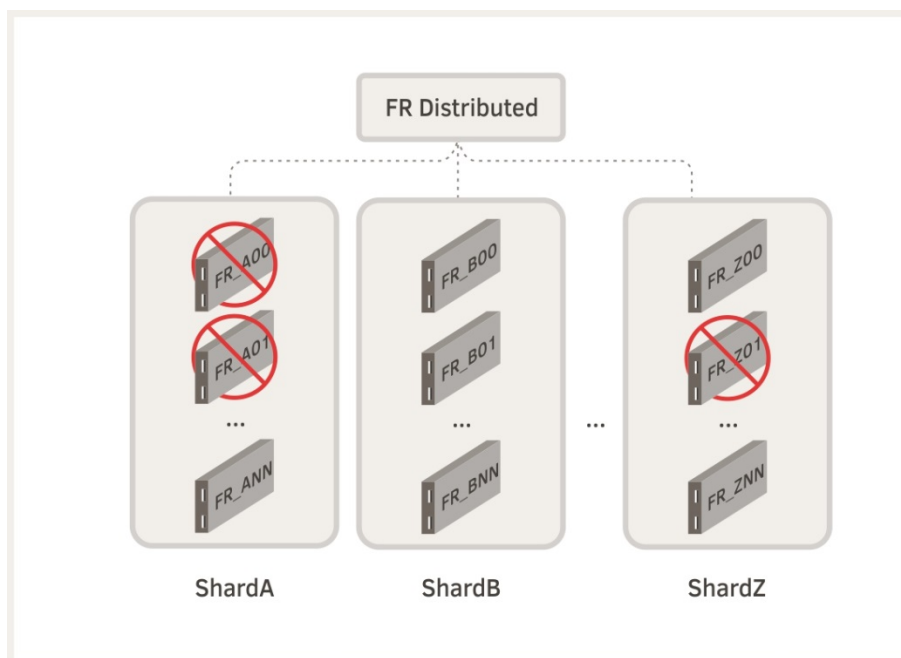 FR Distributed
FR_A00
FR_B00
FR_Z00
FR_A01
FR_B01
FR_Z01
... ... ... ...
FR_ANN
FR_BNN
FR_ZNN
ShardA
ShardB
ShardZ